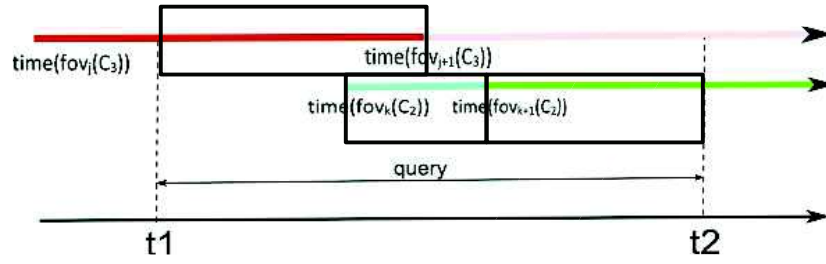 time(fovj(C3)) time(fovj+1(C3))
time(fovk(C2)) time(fovk+1(C2))
query
t1 t2